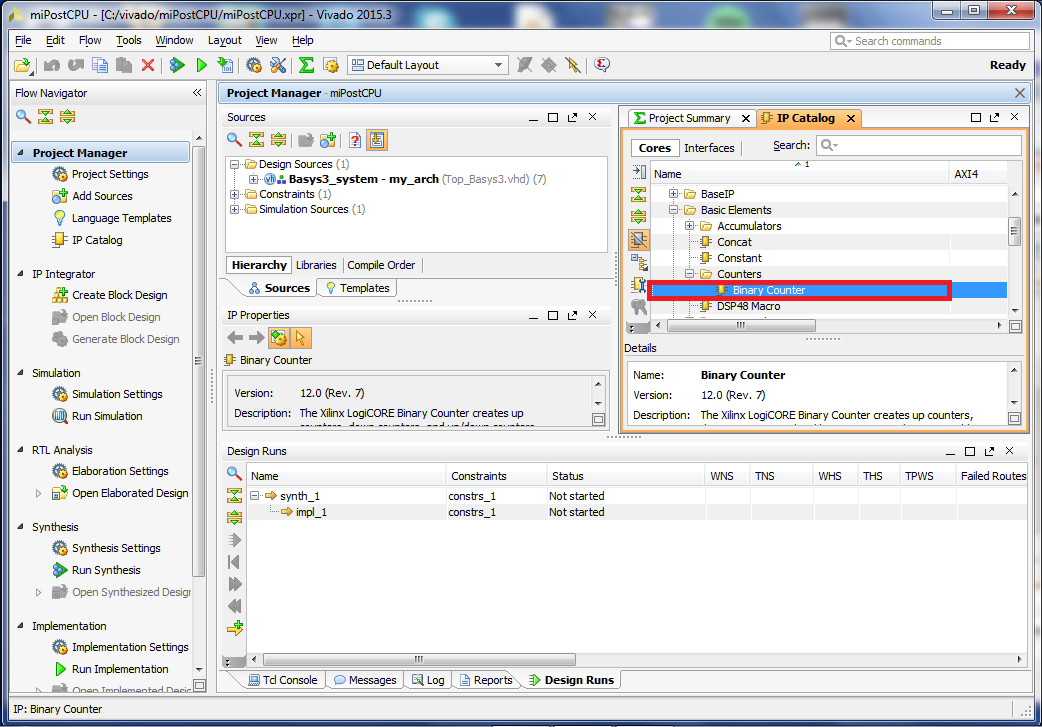 miPostCPU - [C:/vivado/miPostCPU/miPostCPU.xpr] - Vivado 2015.3
File Edit Flow Tools Window Layout View Help
Search commands
Default Layout
Ready
Flow Navigator
Project Manager
Project Settings
Add Sources
Language Templates
IP Catalog
IP Integrator
Create Block Design
Open Block Design
Generate Block Design
Simulation
Simulation Settings
Run Simulation
RTL Analysis
Elaboration Settings
Open Elaborated Design
Synthesis
Synthesis Settings
Run Synthesis
Open Synthesized Design
Implementation
Implementation Settings
Run Implementation
Open Implemented Desig
Project Manager - miPostCPU
Sources
Design Sources (1)
Basys3_system - my_arch (Top_Basys3.vhd) (7)
Constraints (1)
Simulation Sources (1)
Hierarchy Libraries Compile Order
Sources Templates
IP Properties
Binary Counter
Version: 12.0 (Rev. 7)
Description: The Xilinx LogiCORE Binary Counter creates up
counters, down counters, and up/down counters
Project Summary IP Catalog
Cores Interfaces Search:
1
Name AXI4
BaseIP
Basic Elements
Accumulators
Concat
Constant
Counters
Binary Counter
DSP48 Macro
Details
Name: Binary Counter
Version: 12.0 (Rev. 7)
Description: The Xilinx LogiCORE Binary Counter creates up counters,
Design Runs
Name Constraints Status WNS TNS WHS THS TPWS Failed Routes
synth_1 constrs_1 Not started
impl_1 constrs_1 Not started
Tcl Console Messages Log Reports Design Runs
IP: Binary Counter